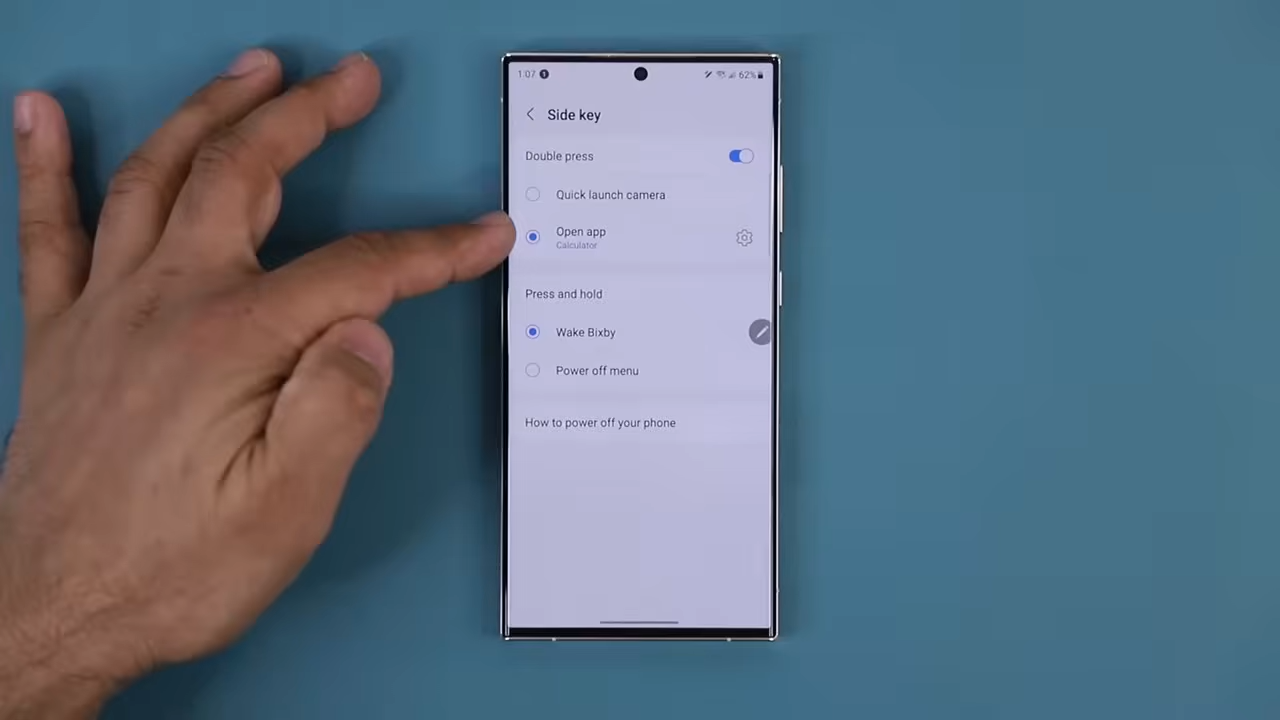 1:07 62%
Side key
Double press
Quick launch camera
Open app
Calculator
Press and hold
Wake Bixby
Power off menu
How to power off your phone